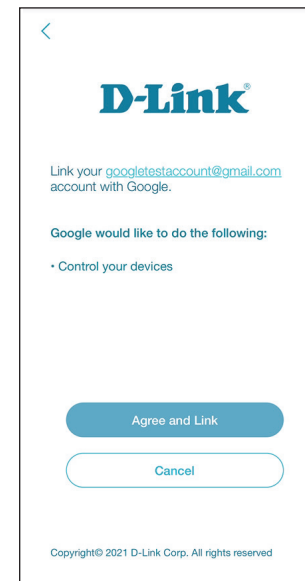 D-Link®
Link your googletestaccount@gmail.com
account with Google.
Google would like to do the following:
• Control your devices
Agree and Link
Cancel
Copyright© 2021 D-Link Corp. All rights reserved